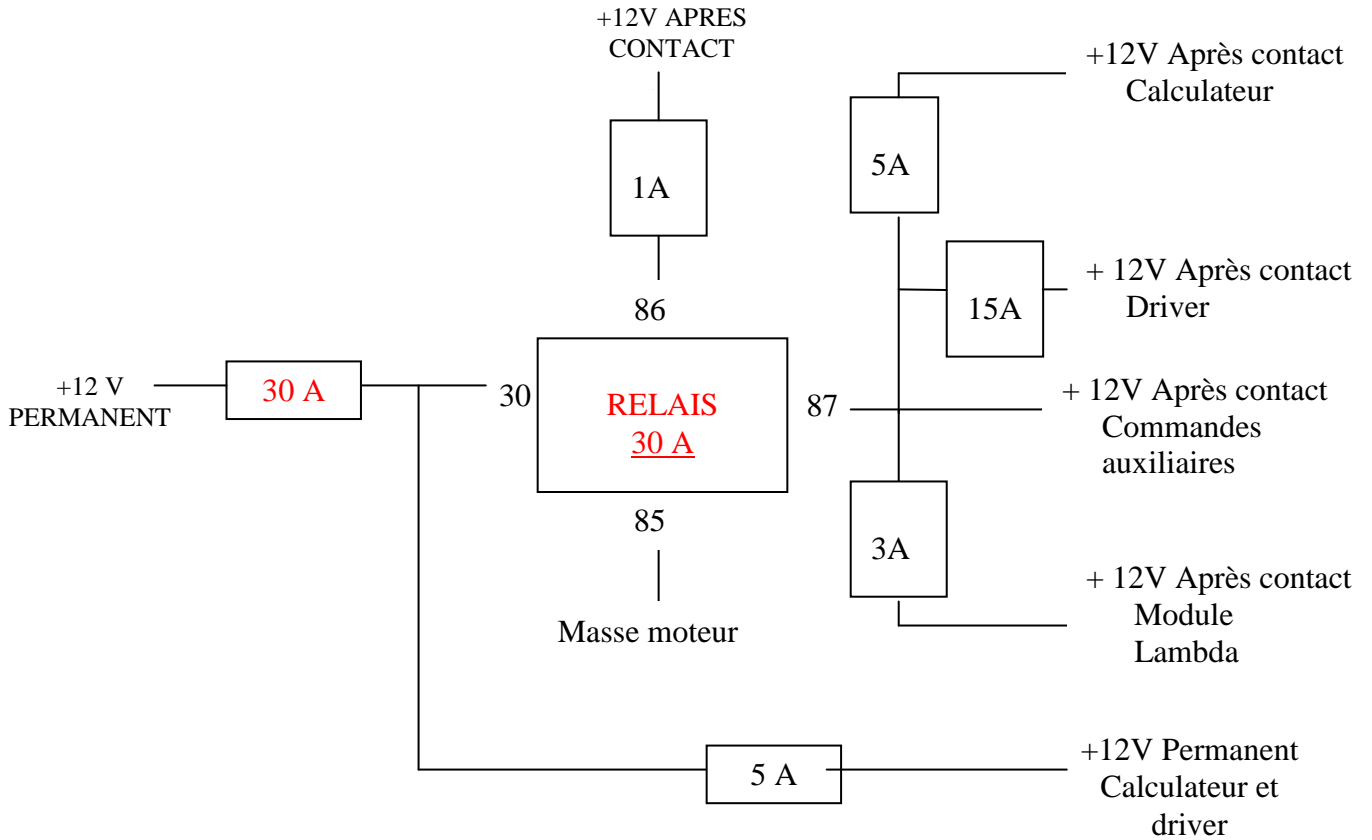 +12V APRES
CONTACT
+12V Après contact
Calculateur
5A
1A
+ 12V Après contact
Driver
15A
86
+12 V
PERMANENT
30 A
30
RELAIS
30 A
87
+ 12V Après contact
Commandes
auxiliaires
85
3A
Masse moteur
+ 12V Après contact
Module
Lambda
5 A
+12V Permanent
Calculateur et
driver